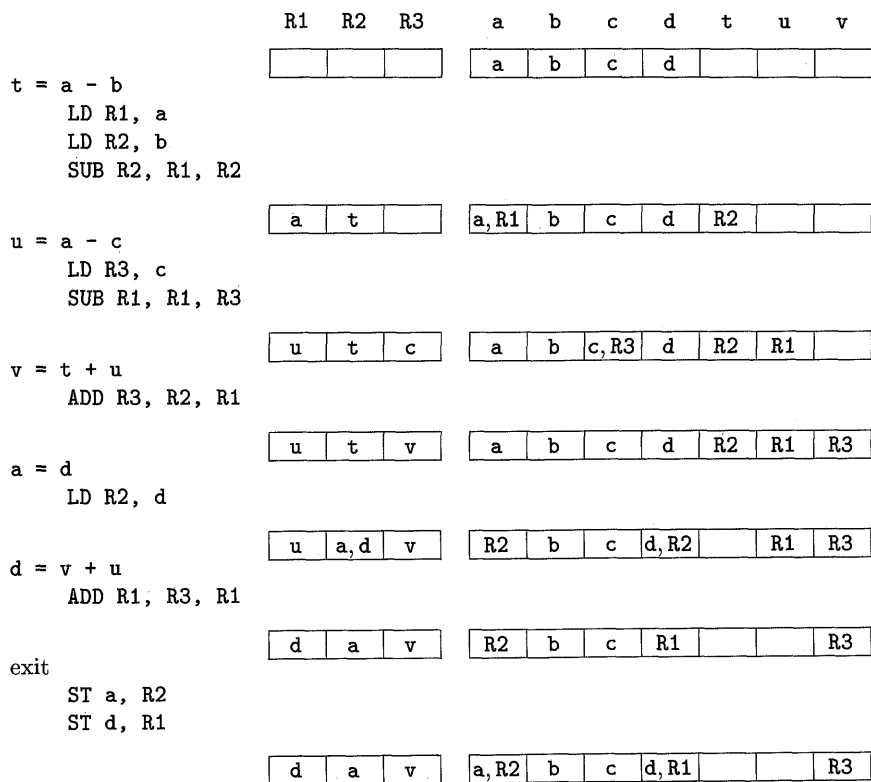 R1 R2 R3 a b c d t u v
a b c d
t = a - b
LD R1, a
LD R2, b
SUB R2, R1, R2
a t a, R1 b c d R2
u = a - c
LD R3, c
SUB R1, R1, R3
u t c a b c, R3 d R2 R1
v = t + u
ADD R3, R2, R1
u t v a b c d R2 R1 R3
a = d
LD R2, d
u a, d v R2 b c d, R2 R1 R3
d = v + u
ADD R1, R3, R1
d a v R2 b c R1 R3
exit
ST a, R2
ST d, R1
d a v a, R2 b c d, R1 R3